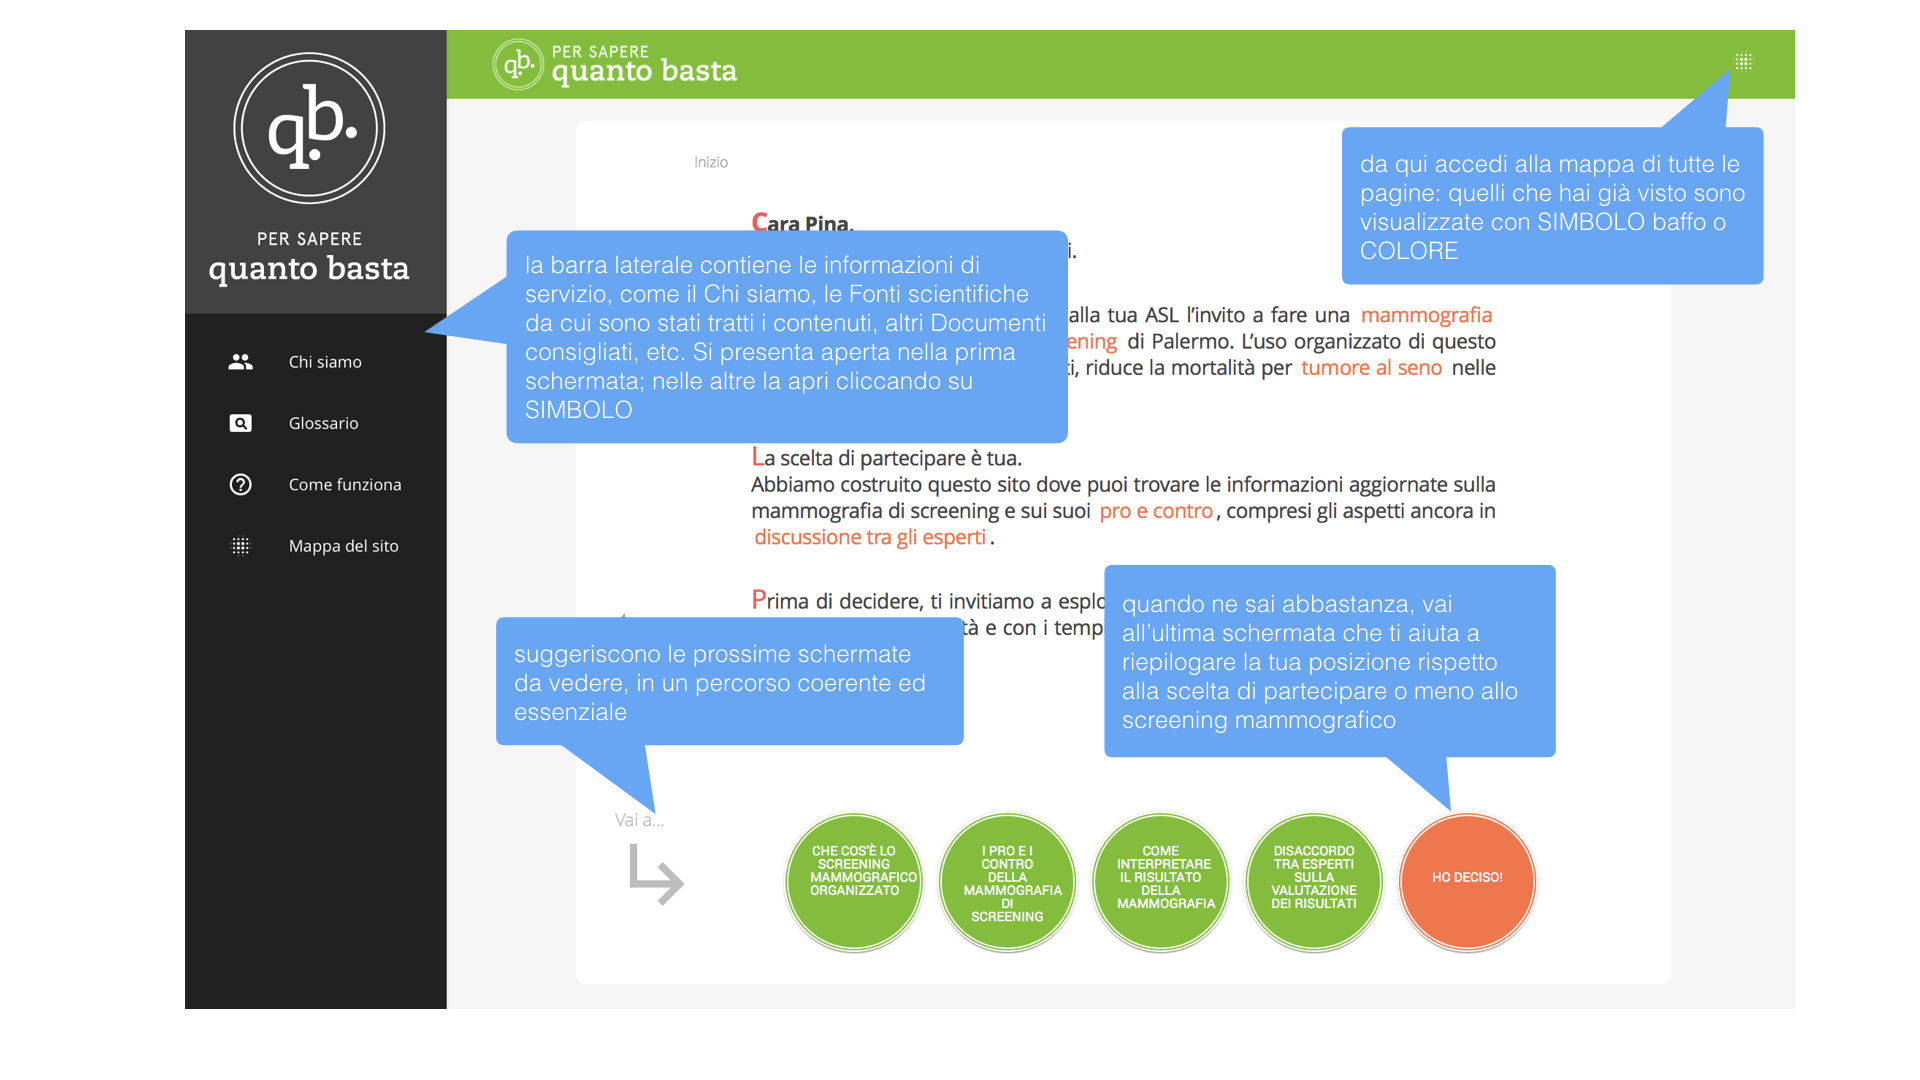 q.b.
PER SAPERE
quanto basta
Chi siamo
Glossario
Come funziona
Mappa del sito
q.b.
PER SAPERE
quanto basta
Inizio
da qui accedi alla mappa di tutte le
pagine: quelli che hai già visto sono
visualizzate con SIMBOLO baffo o
COLORE
Cara Pina,
i.
la barra laterale contiene le informazioni di
servizio, come il Chi siamo, le Fonti scientifiche
da cui sono stati tratti i contenuti, altri Documenti
consigliati, etc. Si presenta aperta nella prima
schermata; nelle altre la apri cliccando su
SIMBOLO
alla tua ASL l’invito a fare una mammografia
ening di Palermo. L’uso organizzato di questo
i, riduce la mortalità per tumore al seno nelle
La scelta di partecipare è tua.
Abbiamo costruito questo sito dove puoi trovare le informazioni aggiornate sulla
mammografia di screening e sui suoi pro e contro, compresi gli aspetti ancora in
discussione tra gli esperti.
Prima di decidere, ti invitiamo a esplo
tà e con i temp
suggeriscono le prossime schermate
da vedere, in un percorso coerente ed
essenziale
quando ne sai abbastanza, vai
all’ultima schermata che ti aiuta a
riepilogare la tua posizione rispetto
alla scelta di partecipare o meno allo
screening mammografico
Vai a...
CHE COS’È LO
SCREENING
MAMMOGRAFICO
ORGANIZZATO
I PRO E I
CONTRO
DELLA
MAMMOGRAFIA
DI
SCREENING
COME
INTERPRETARE
IL RISULTATO
DELLA
MAMMOGRAFIA
DISACCORDO
TRA ESPERTI
SULLA
VALUTAZIONE
DEI RISULTATI
HO DECISO!